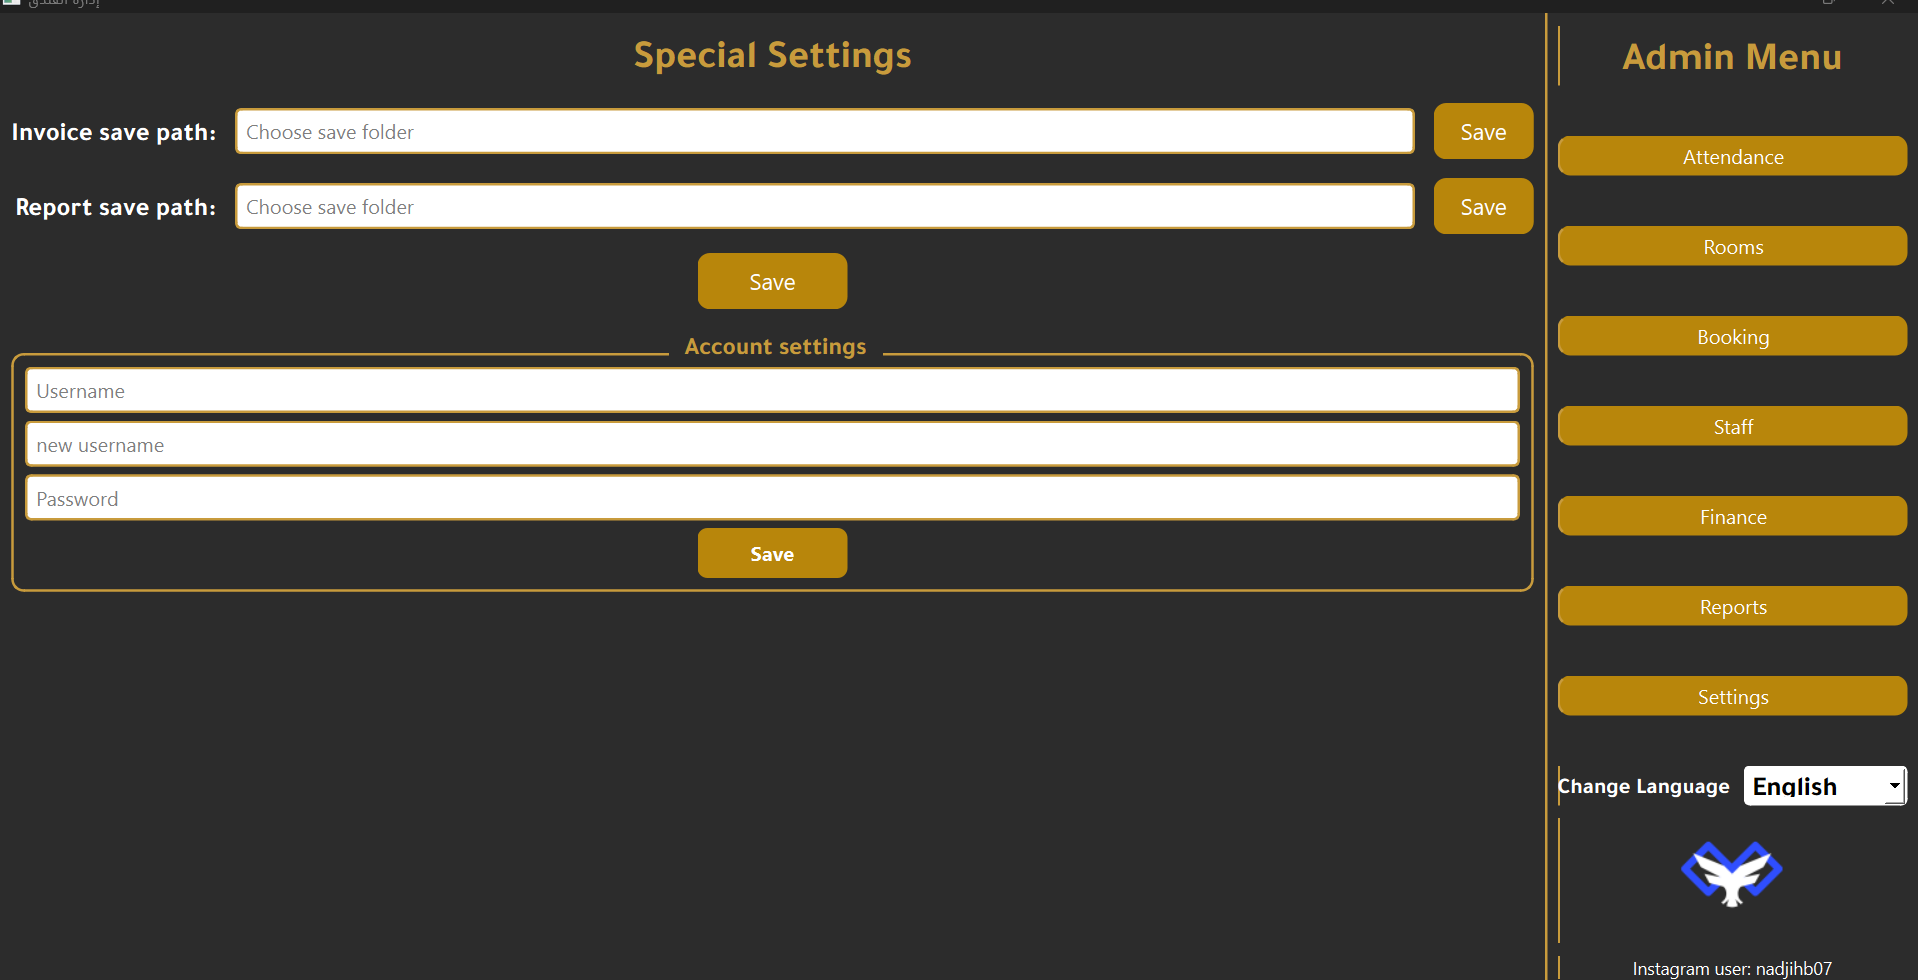 إدارة الفندق
Special Settings
Invoice save path:
Choose save folder
Save
Report save path:
Choose save folder
Save
Save
Account settings
Username
new username
Password
Save
Admin Menu
Attendance
Rooms
Booking
Staff
Finance
Reports
Settings
Change Language
English
Instagram user: nadjihb07